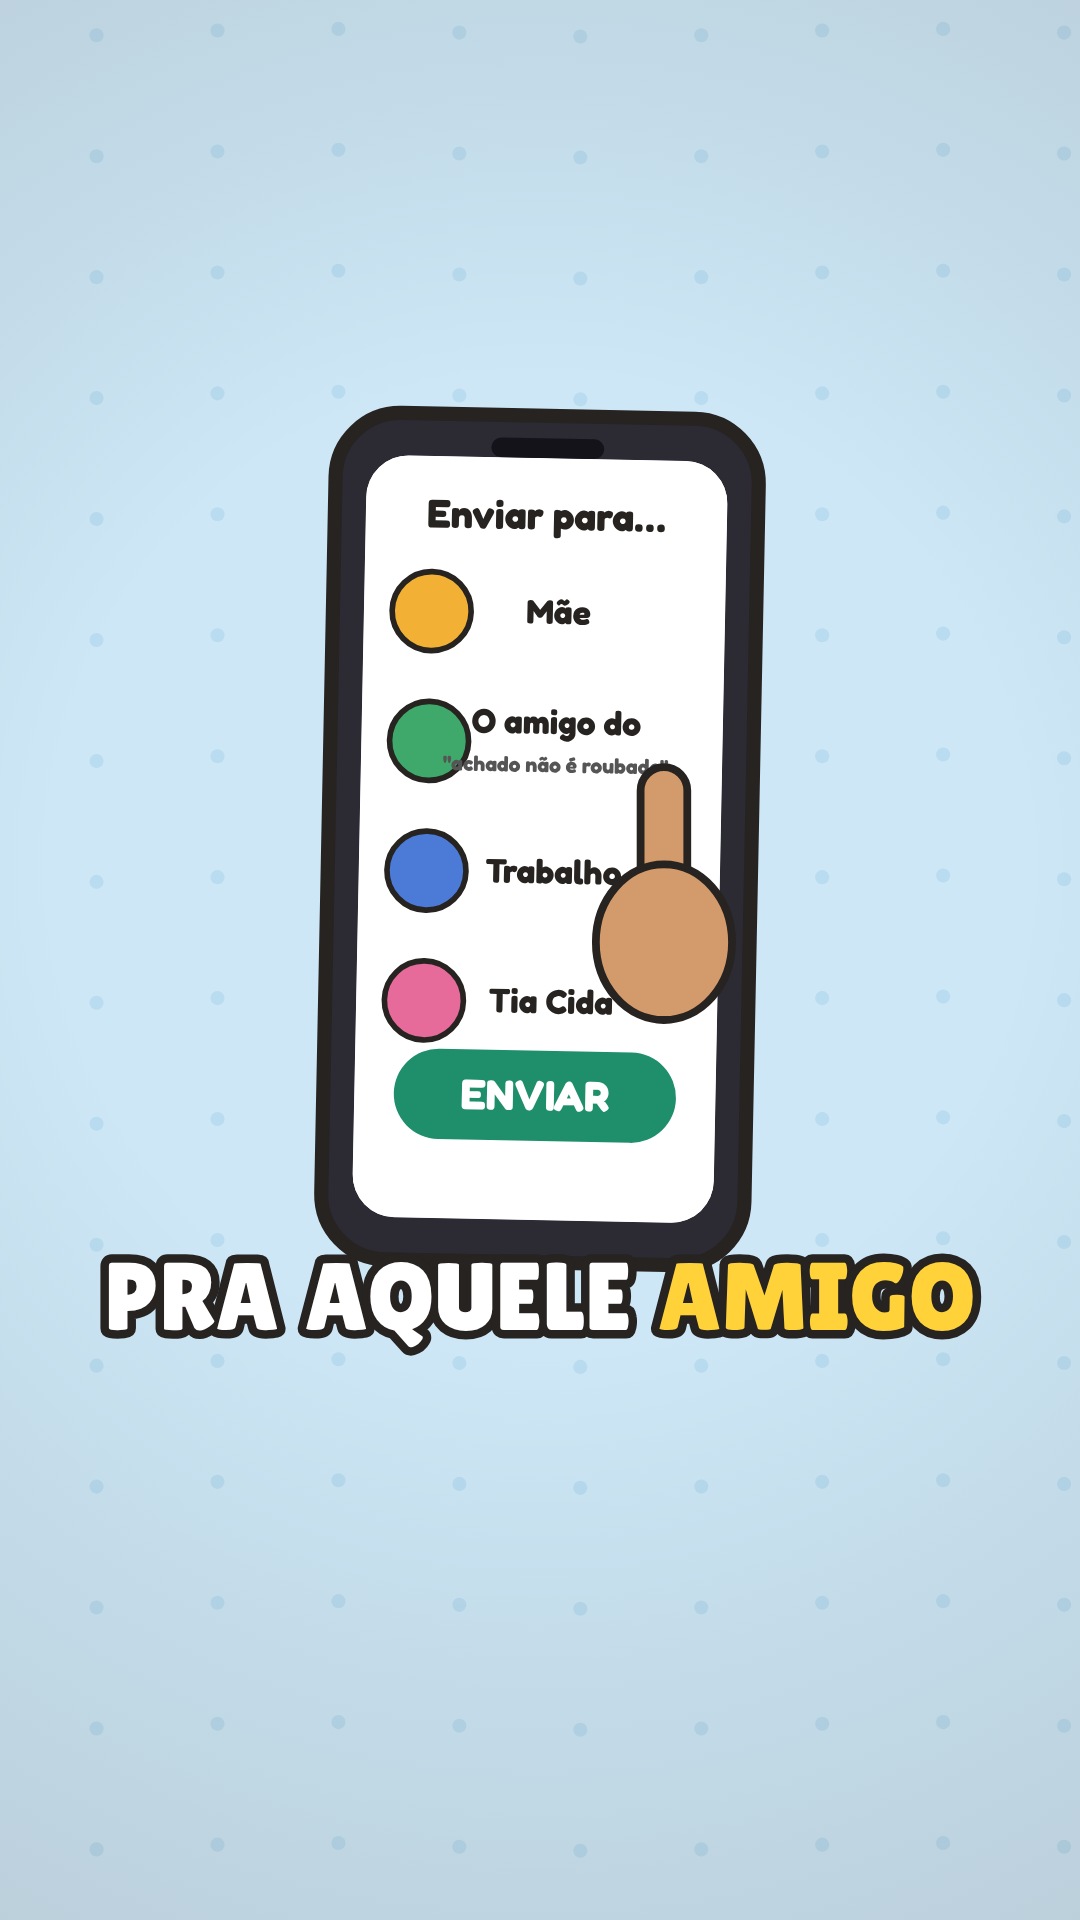 Enviar para...
Mãe
O amigo do
"achado não é roubado"
Trabalho
Tia Cida
ENVIAR
PRA AQUELE AMIGO